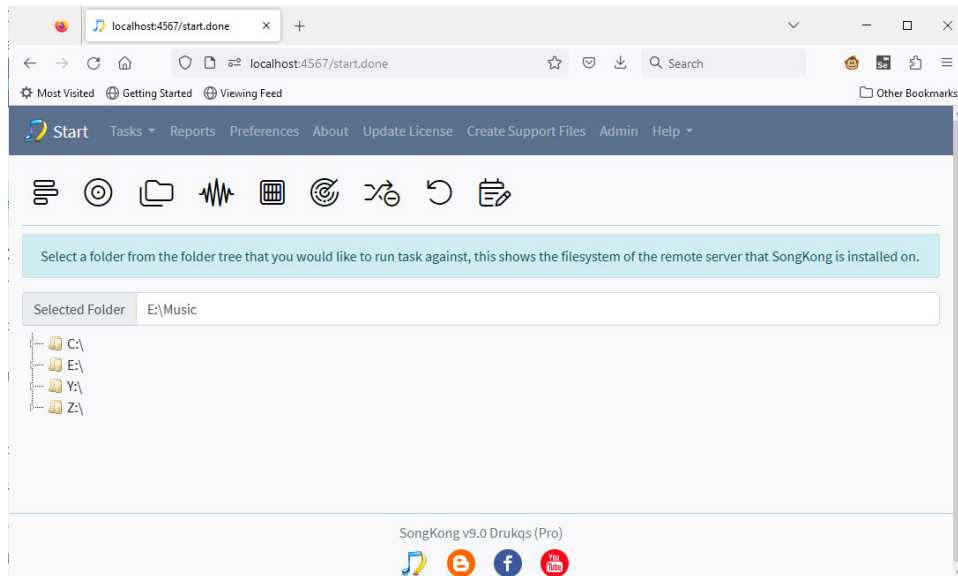 localhost:4567/start.done
localhost:4567/start.done
Search
Se
Most Visited Getting Started Viewing Feed Other Bookmarks
Start Tasks Reports Preferences About Update License Create Support Files Admin Help
Select a folder from the folder tree that you would like to run task against, this shows the filesystem of the remote server that SongKong is installed on.
Selected Folder E:\Music
C:\
E:\
Y:\
Z:\
SongKong v9.0 Drukqs (Pro)
You Tube